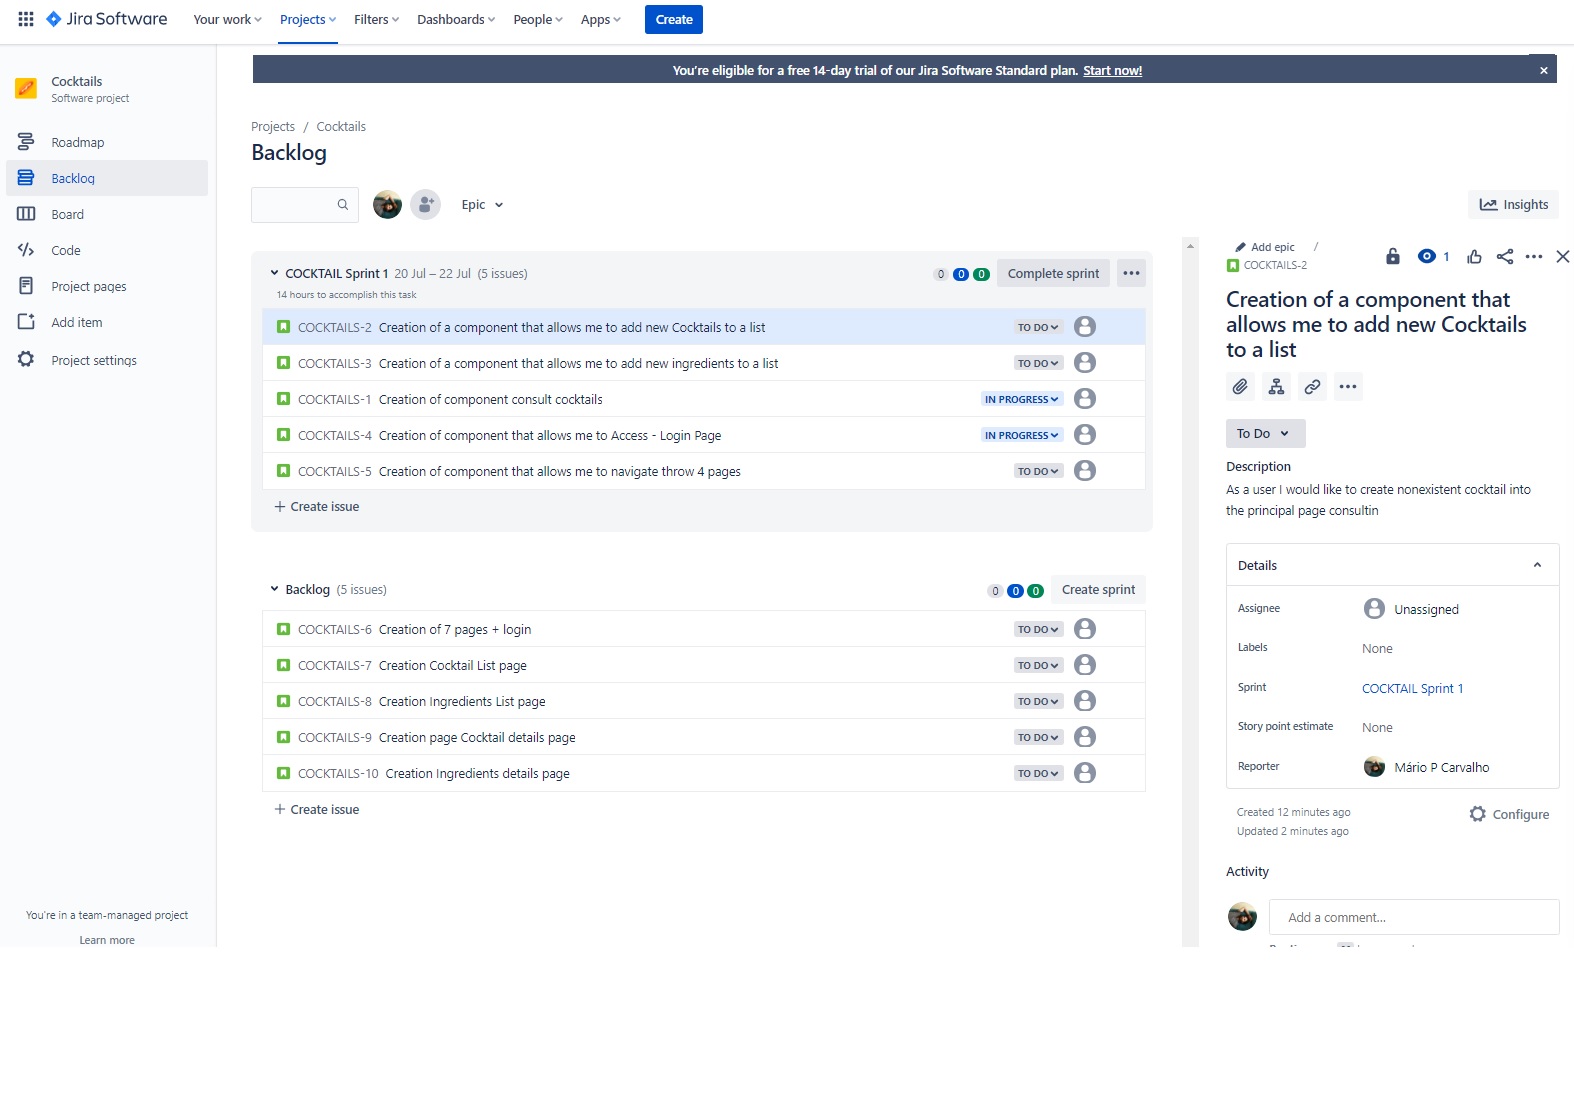 Jira Software
Your work
Projects
Filters
Dashboards
People
Apps
Create
Cocktails
Software project
Roadmap
Backlog
Board
Code
Project pages
Add item
Project settings
You're in a team-managed project
Learn more
You're eligible for a free 14-day trial of our Jira Software Standard plan. Start now!
Projects / Cocktails
Backlog
Epic
Insights
COCKTAIL Sprint 1 20 Jul – 22 Jul (5 issues)
0 0 0 Complete sprint
14 hours to accomplish this task
COCKTAILS-2 Creation of a component that allows me to add new Cocktails to a list TO DO
COCKTAILS-3 Creation of a component that allows me to add new ingredients to a list TO DO
COCKTAILS-1 Creation of component consult cocktails IN PROGRESS
COCKTAILS-4 Creation of component that allows me to Access - Login Page IN PROGRESS
COCKTAILS-5 Creation of component that allows me to navigate throw 4 pages TO DO
+ Create issue
Backlog (5 issues)
0 0 0 Create sprint
COCKTAILS-6 Creation of 7 pages + login TO DO
COCKTAILS-7 Creation Cocktail List page TO DO
COCKTAILS-8 Creation Ingredients List page TO DO
COCKTAILS-9 Creation page Cocktail details page TO DO
COCKTAILS-10 Creation Ingredients details page TO DO
+ Create issue
Add epic /
COCKTAILS-2
1
Creation of a component that
allows me to add new Cocktails
to a list
To Do
Description
As a user I would like to create nonexistent cocktail into
the principal page consultin
Details
Assignee Unassigned
Labels None
Sprint COCKTAIL Sprint 1
Story point estimate None
Reporter Mário P Carvalho
Created 12 minutes ago
Updated 2 minutes ago
Configure
Activity
Add a comment...